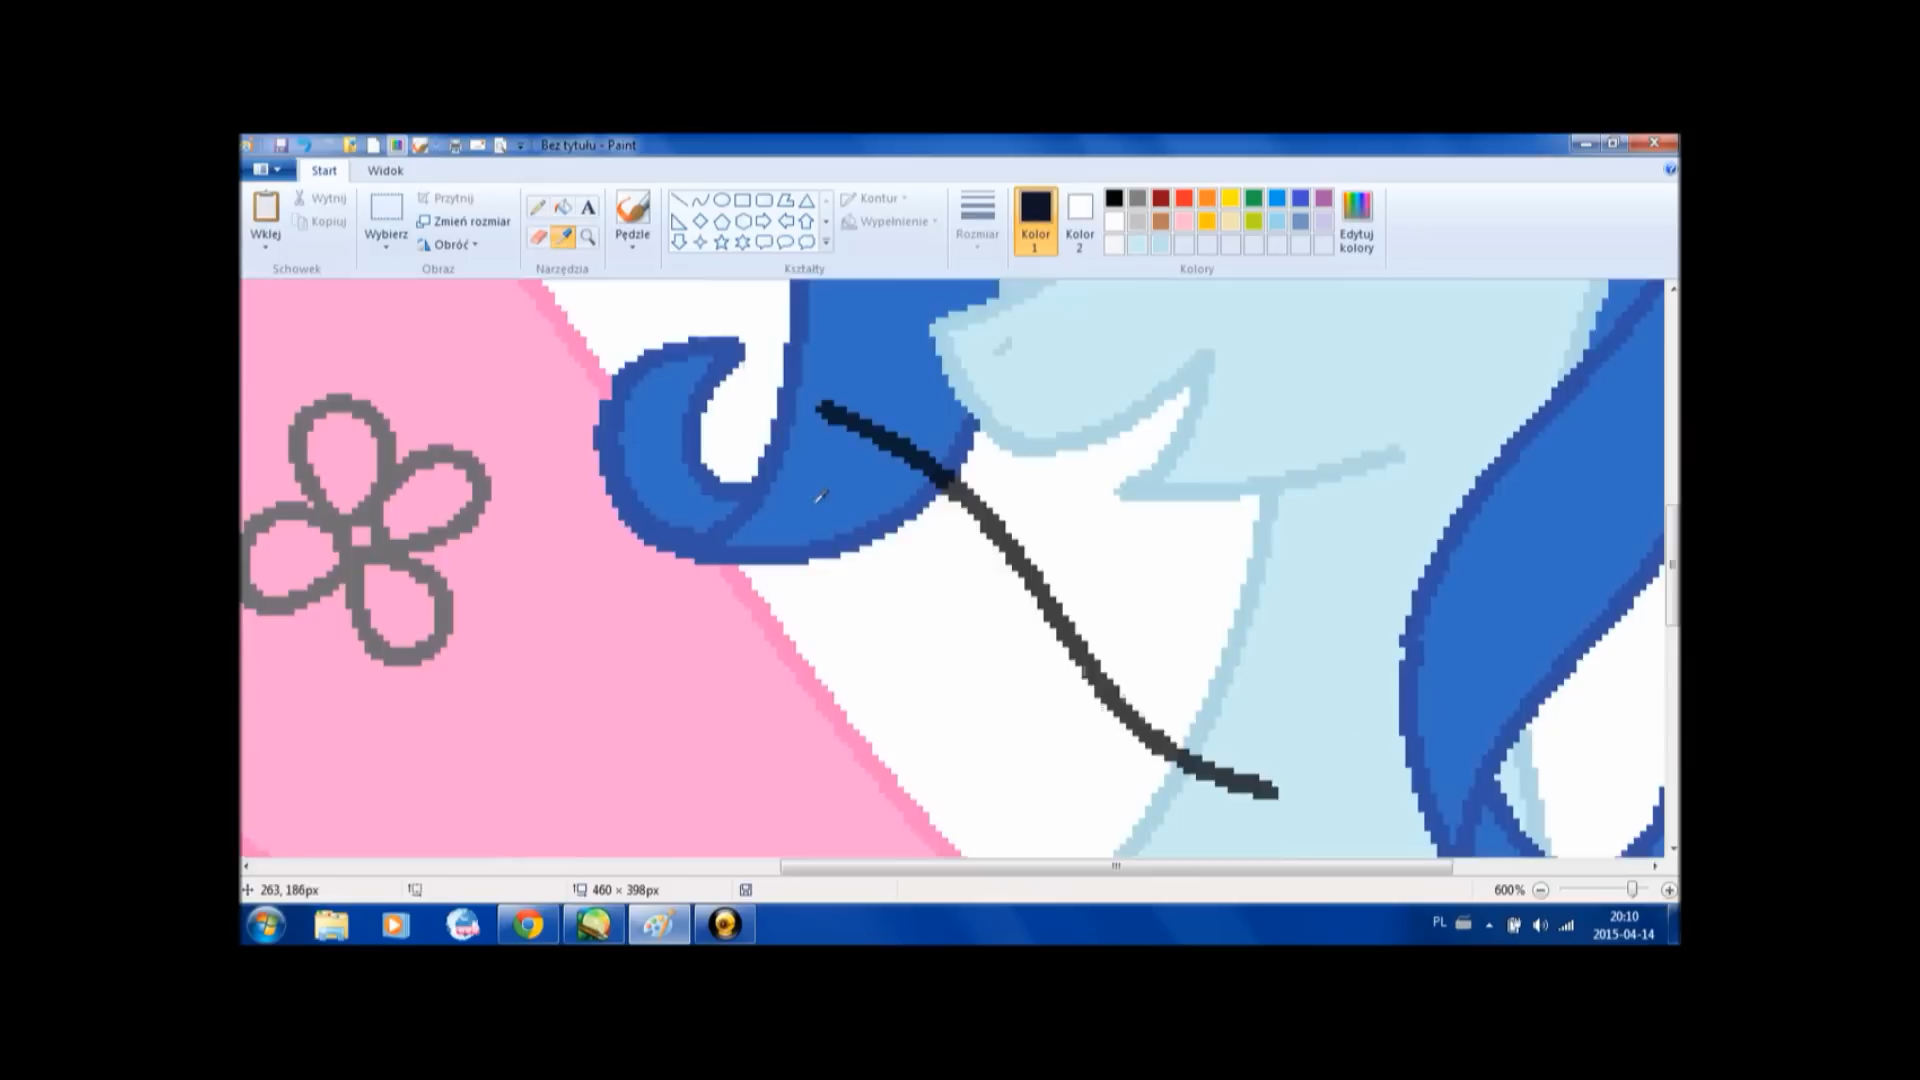 Bez tytułu - Paint
Start Widok
Wklej
Wytnij
Kopiuj
Schowek
Wybierz
Przytnij
Zmień rozmiar
Obróć
Obraz
A
Narzędzia
Pędzle
Kształty
Kontur
Wypełnienie
Rozmiar
Kolor 1
Kolor 2
Edytuj kolory
Kolory
263, 186px 460 × 398px 600%
PL 20:10
2015-04-14